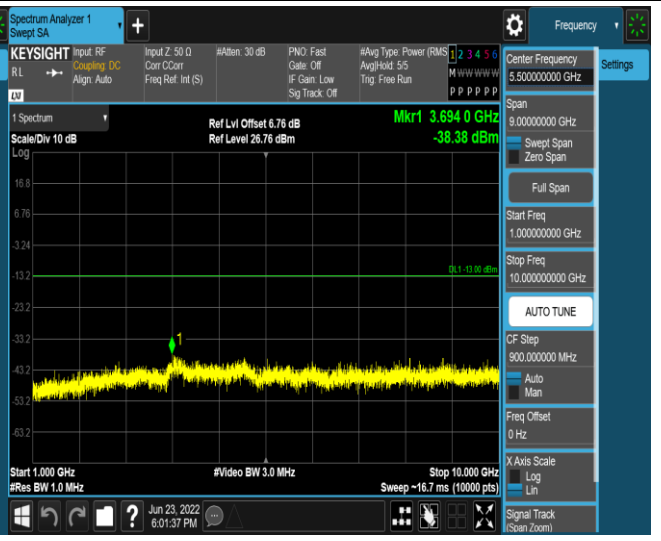 Spectrum Analyzer 1
Swept SA
+
Frequency
KEYSIGHT
RL
LXI
Input: RF
Coupling: DC
Align: Auto
Input Z: 50 Ω
Corr CCorr
Freq Ref: Int (S)
#Atten: 30 dB
PNO: Fast
Gate: Off
IF Gain: Low
Sig Track: Off
#Avg Type: Power (RMS
Avg|Hold: 5/5
Trig: Free Run
1 2 3 4 5 6
M W W W W W
P P P P P P
1 Spectrum
Scale/Div 10 dB
Log
Ref Lvl Offset 6.76 dB
Ref Level 26.76 dBm
Mkr1 3.694 0 GHz
-38.38 dBm
16.8
6.76
-3.24
-13.2
DL1 -13.00 dBm
-23.2
-33.2
1
-43.2
-53.2
-63.2
Start 1.000 GHz
#Res BW 1.0 MHz
#Video BW 3.0 MHz
Stop 10.000 GHz
Sweep ~16.7 ms (10000 pts)
Jun 23, 2022
6:01:37 PM
?
Center Frequency
5.500000000 GHz
Settings
Span
9.00000000 GHz
Swept Span
Zero Span
Full Span
Start Freq
1.000000000 GHz
Stop Freq
10.000000000 GHz
AUTO TUNE
CF Step
900.000000 MHz
Auto
Man
Freq Offset
0 Hz
X Axis Scale
Log
Lin
Signal Track
(Span Zoom)